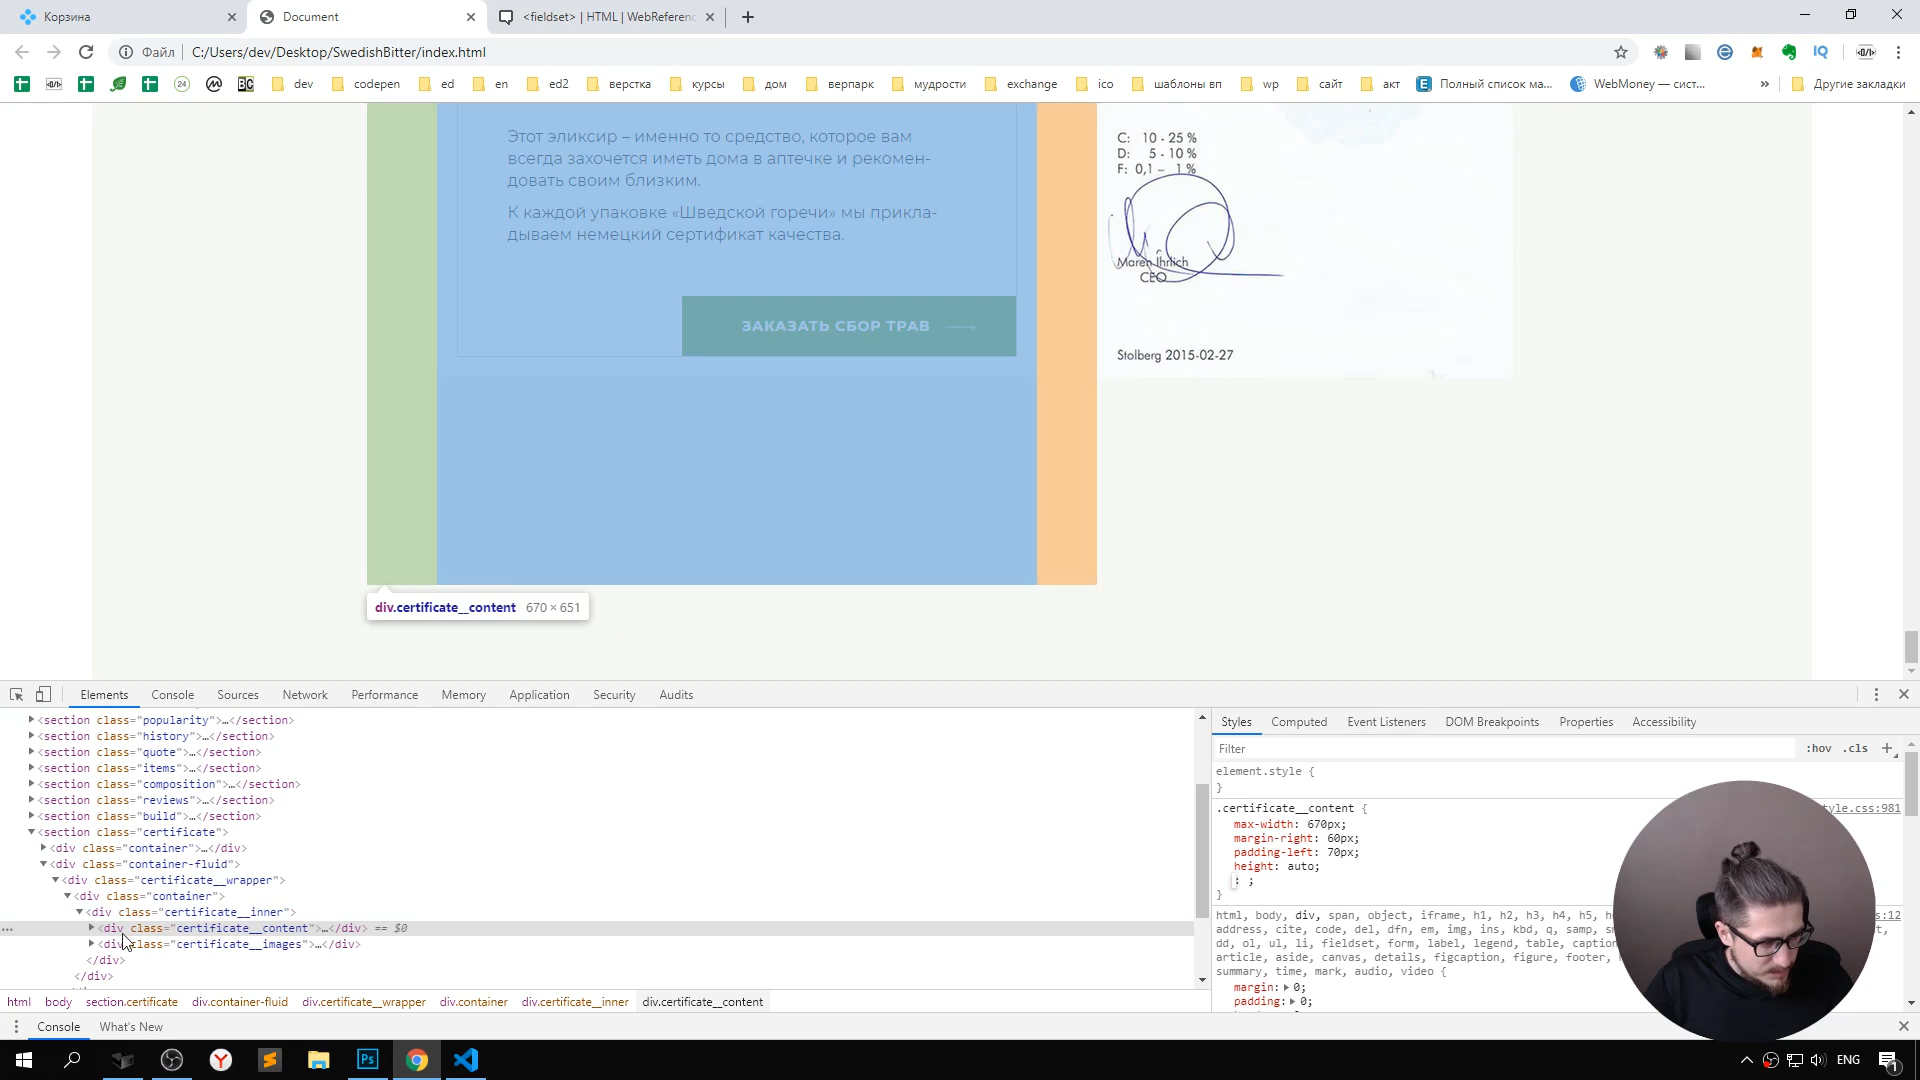 Корзина
Document
<fieldset> | HTML | WebReferenc
Файл
C:/Users/dev/Desktop/SwedishBitter/index.html
IQ
24
BC
dev
codepen
ed
en
ed2
верстка
курсы
дом
верпарк
мудрости
exchange
ico
шаблоны вп
wp
сайт
акт
Полный список ма...
WebMoney — сист...
»
Другие закладки
Этот эликсир – именно то средство, которое вам
всегда захочется иметь дома в аптечке и рекомен-
довать своим близким.
К каждой упаковке «Шведской горечи» мы прикла-
дываем немецкий сертификат качества.
ЗАКАЗАТЬ СБОР ТРАВ
C: 10 - 25 %
D: 5 - 10 %
F: 0,1 – 1 %
Maren Ihrlich
CEO
Stolberg 2015-02-27
div.certificate__content 670 × 651
Elements
Console
Sources
Network
Performance
Memory
Application
Security
Audits
<section class="popularity">…</section>
<section class="history">…</section>
<section class="quote">…</section>
<section class="items">…</section>
<section class="composition">…</section>
<section class="reviews">…</section>
<section class="build">…</section>
<section class="certificate">
<div class="container">…</div>
<div class="container-fluid">
<div class="certificate__wrapper">
<div class="container">
<div class="certificate__inner">
<div class="certificate__content">…</div> == $0
<div class="certificate__images">…</div>
</div>
</div>
html
body
section.certificate
div.container-fluid
div.certificate__wrapper
div.container
div.certificate__inner
div.certificate__content
Styles
Computed
Event Listeners
DOM Breakpoints
Properties
Accessibility
Filter
:hov
.cls
+
element.style {
}
.certificate__content {
tyle.css:981
max-width: 670px;
margin-right: 60px;
padding-left: 70px;
height: auto;
: ;
}
html, body, div, span, object, iframe, h1, h2, h3, h4, h5, h
s:12
address, cite, code, del, dfn, em, img, ins, kbd, q, samp, s
dd, ol, ul, li, fieldset, form, label, legend, table, caption
article, aside, canvas, details, figcaption, figure, footer,
summary, time, mark, audio, video {
margin: 0;
padding: 0;
Console
What's New
Ps
ENG
1